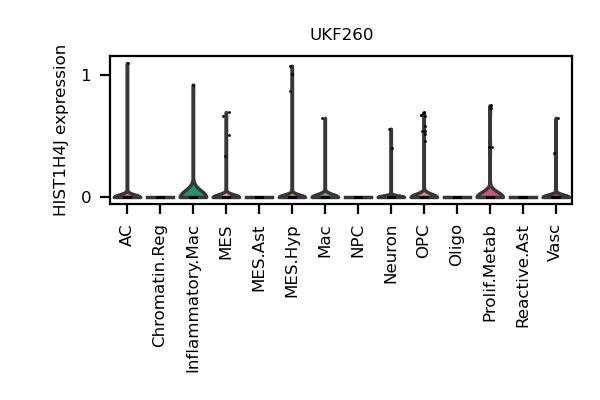 UKF260
HIST1H4J expression
1
0
AC
Chromatin.Reg
Inflammatory.Mac
MES
MES.Ast
MES.Hyp
Mac
NPC
Neuron
OPC
Oligo
Prolif.Metab
Reactive.Ast
Vasc